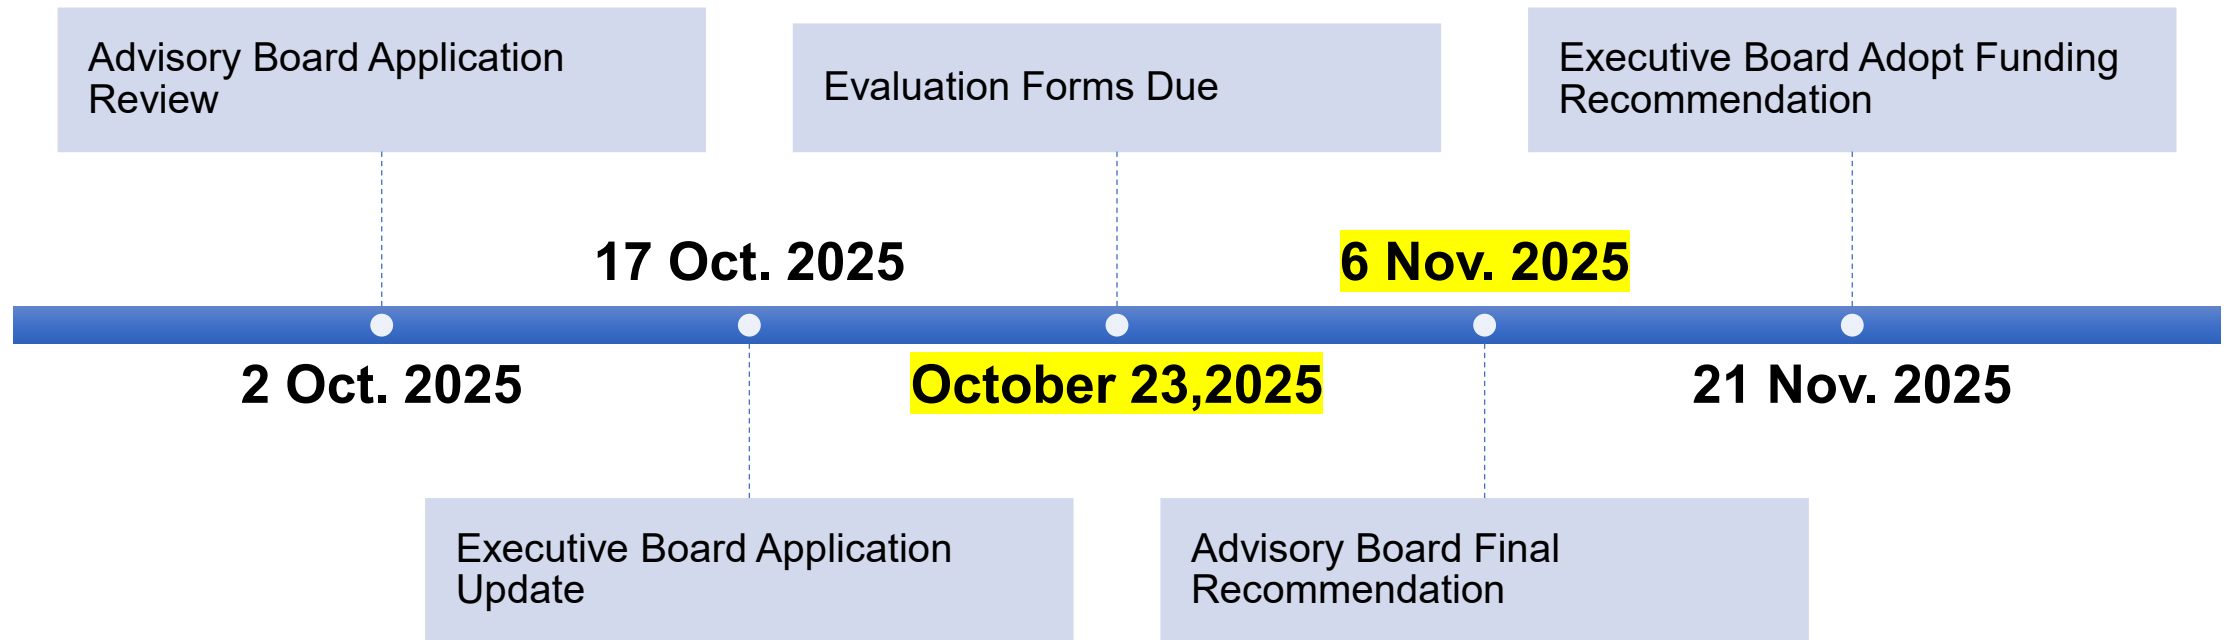 Advisory Board Application
Review
Evaluation Forms Due
Executive Board Adopt Funding
Recommendation
17 Oct. 2025
6 Nov. 2025
2 Oct. 2025
October 23,2025
21 Nov. 2025
Executive Board Application
Update
Advisory Board Final
Recommendation